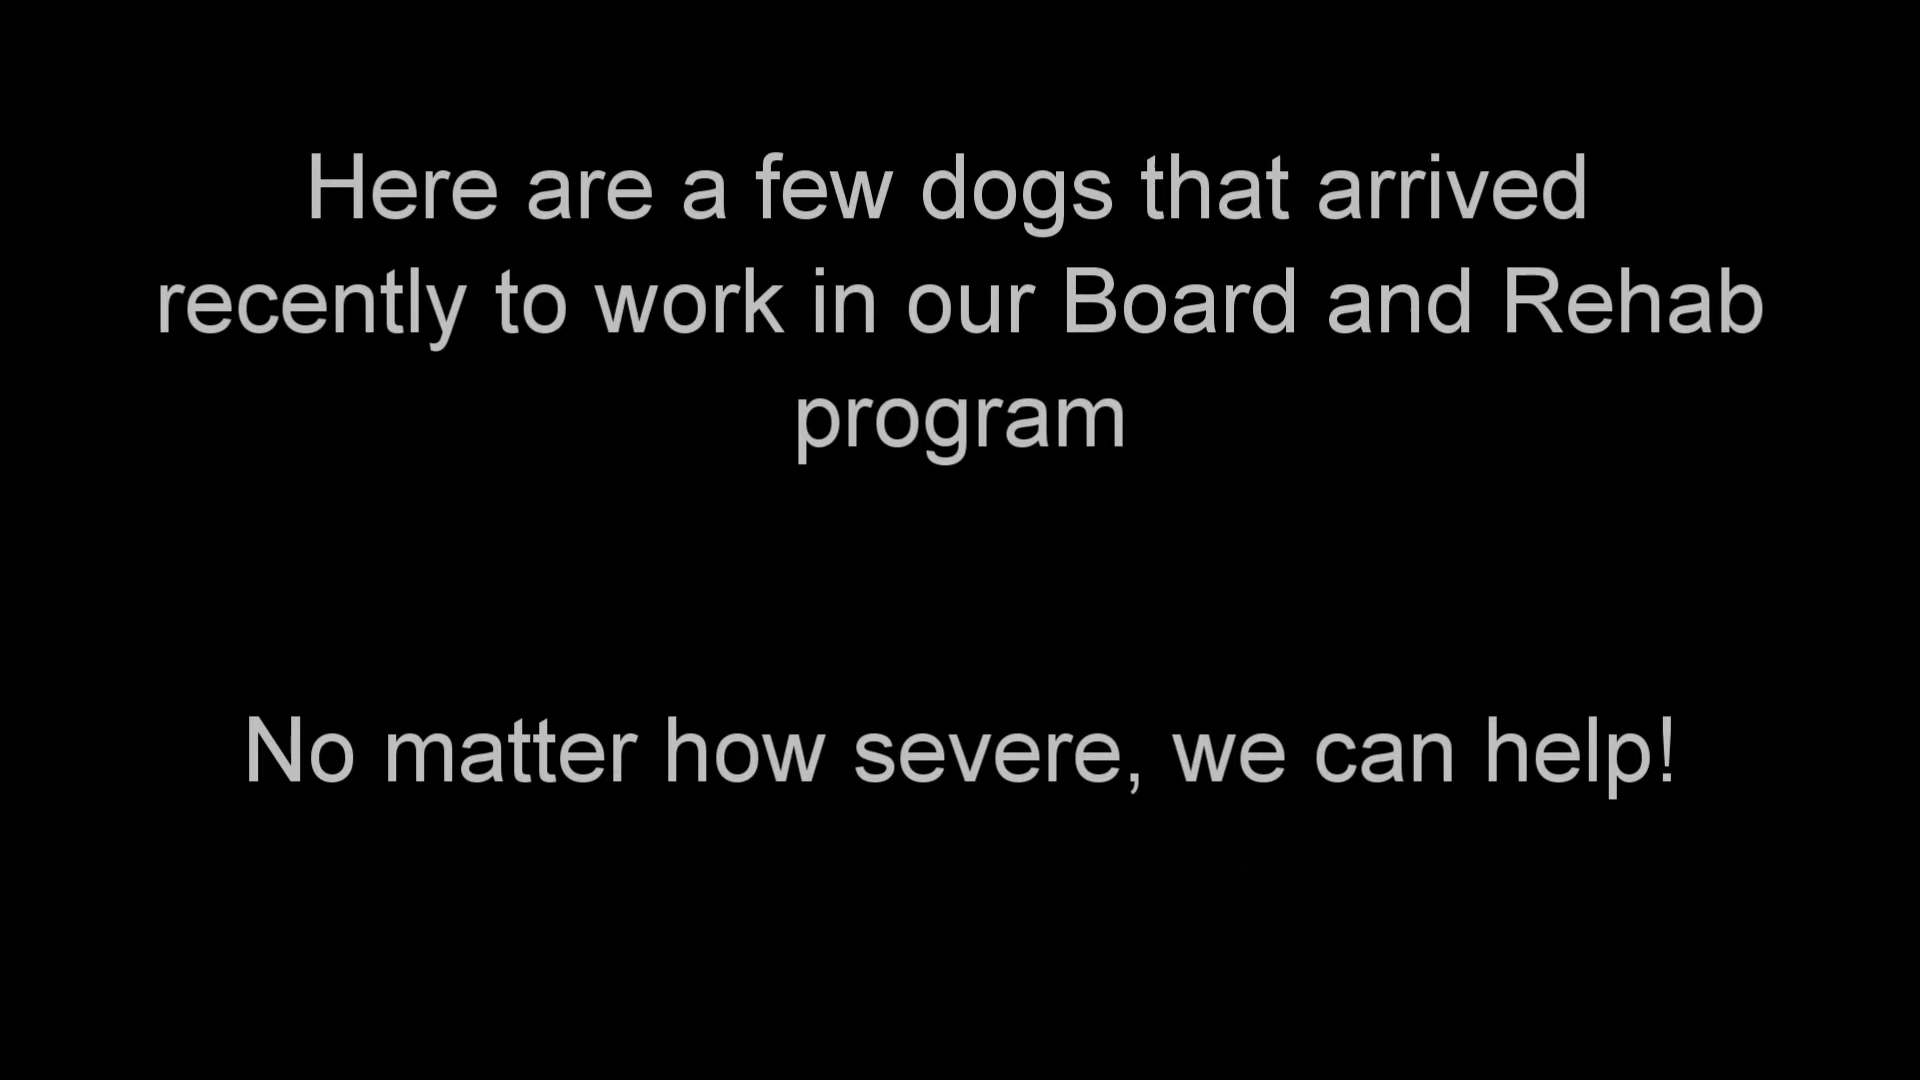 Here are a few dogs that arrived
recently to work in our Board and Rehab
program
No matter how severe, we can help!